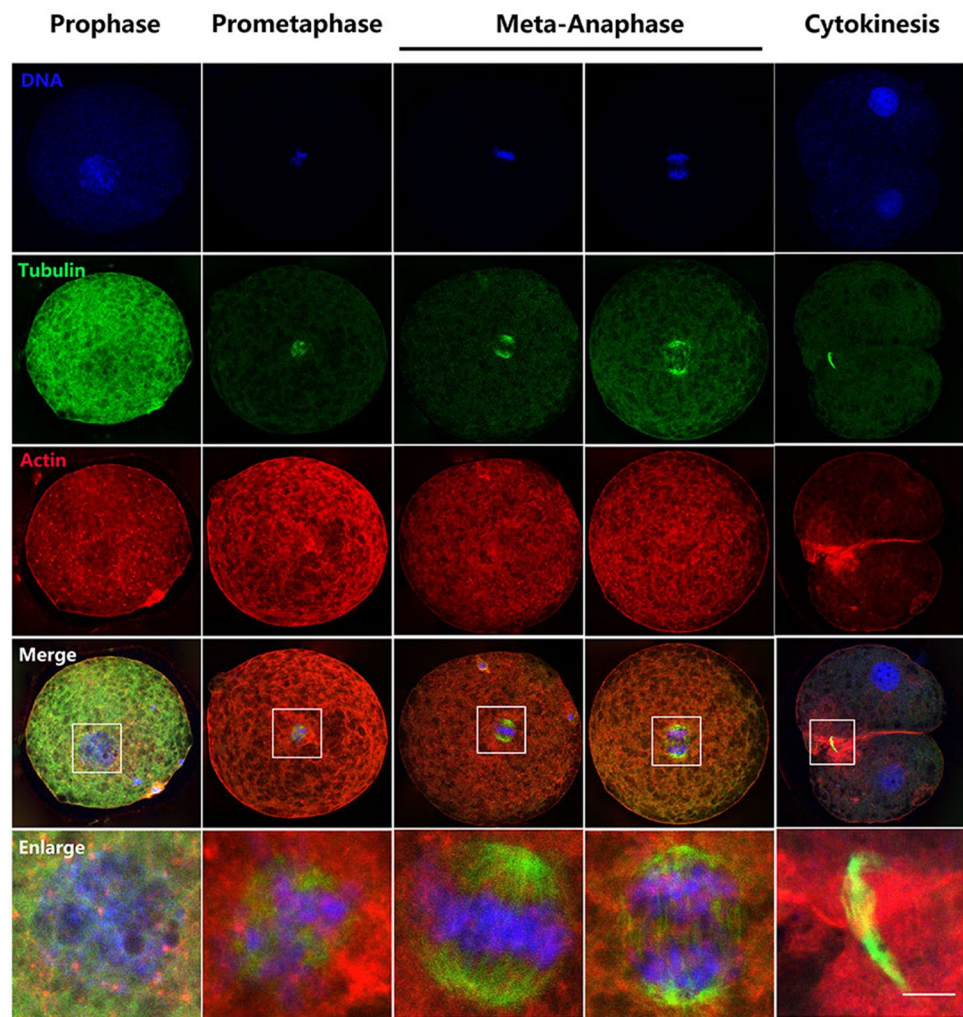 Prophase Prometaphase Meta-Anaphase Cytokinesis
DNA
Tubulin
Actin
Merge
Enlarge